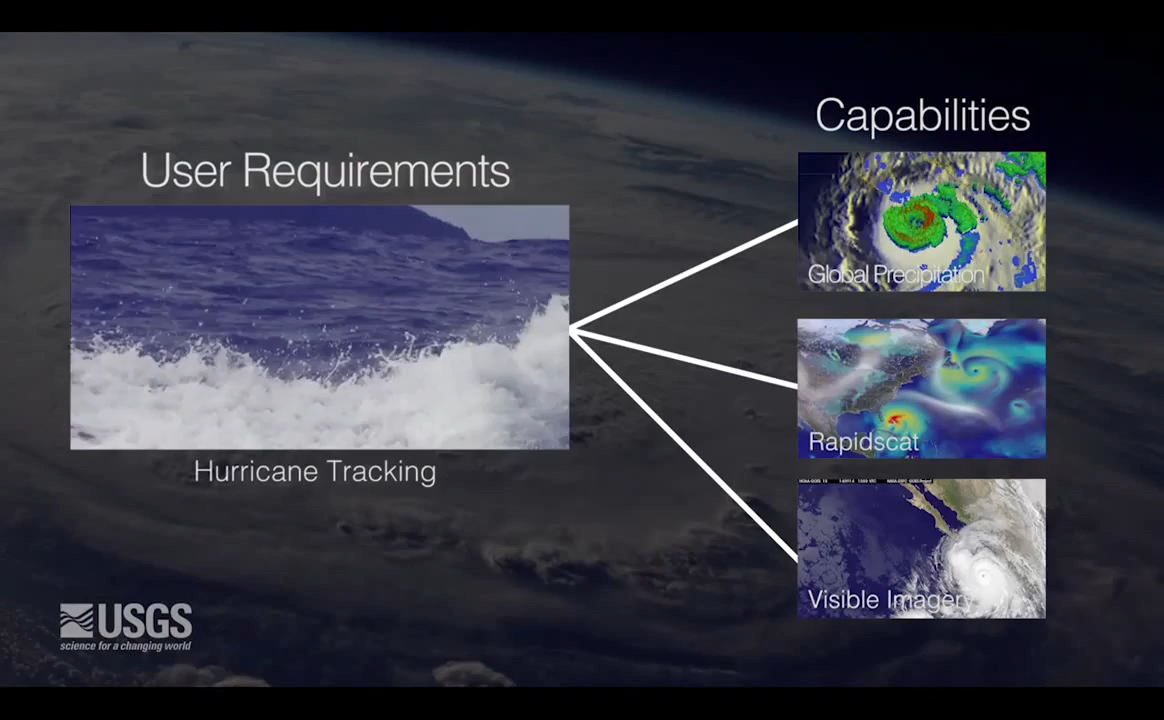 User Requirements
Hurricane Tracking
Capabilities
Global Precipitation
Rapidscat
Visible Imagery
USGS
science for a changing world